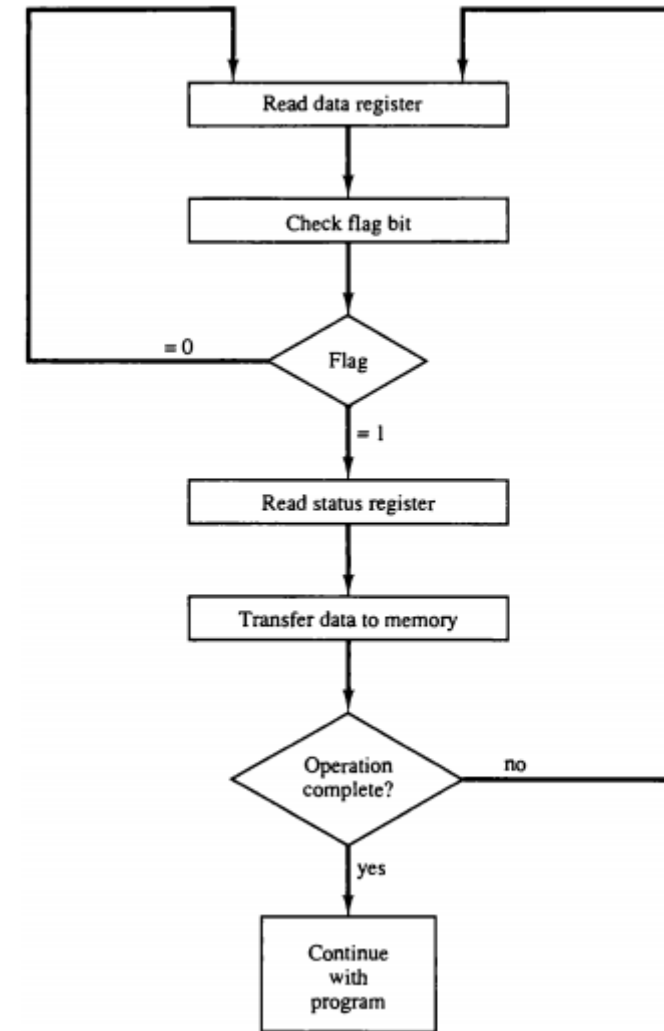 Read data register
Check flag bit
= 0
Flag
= 1
Read status register
Transfer data to memory
Operation
complete?
no
yes
Continue
with
program